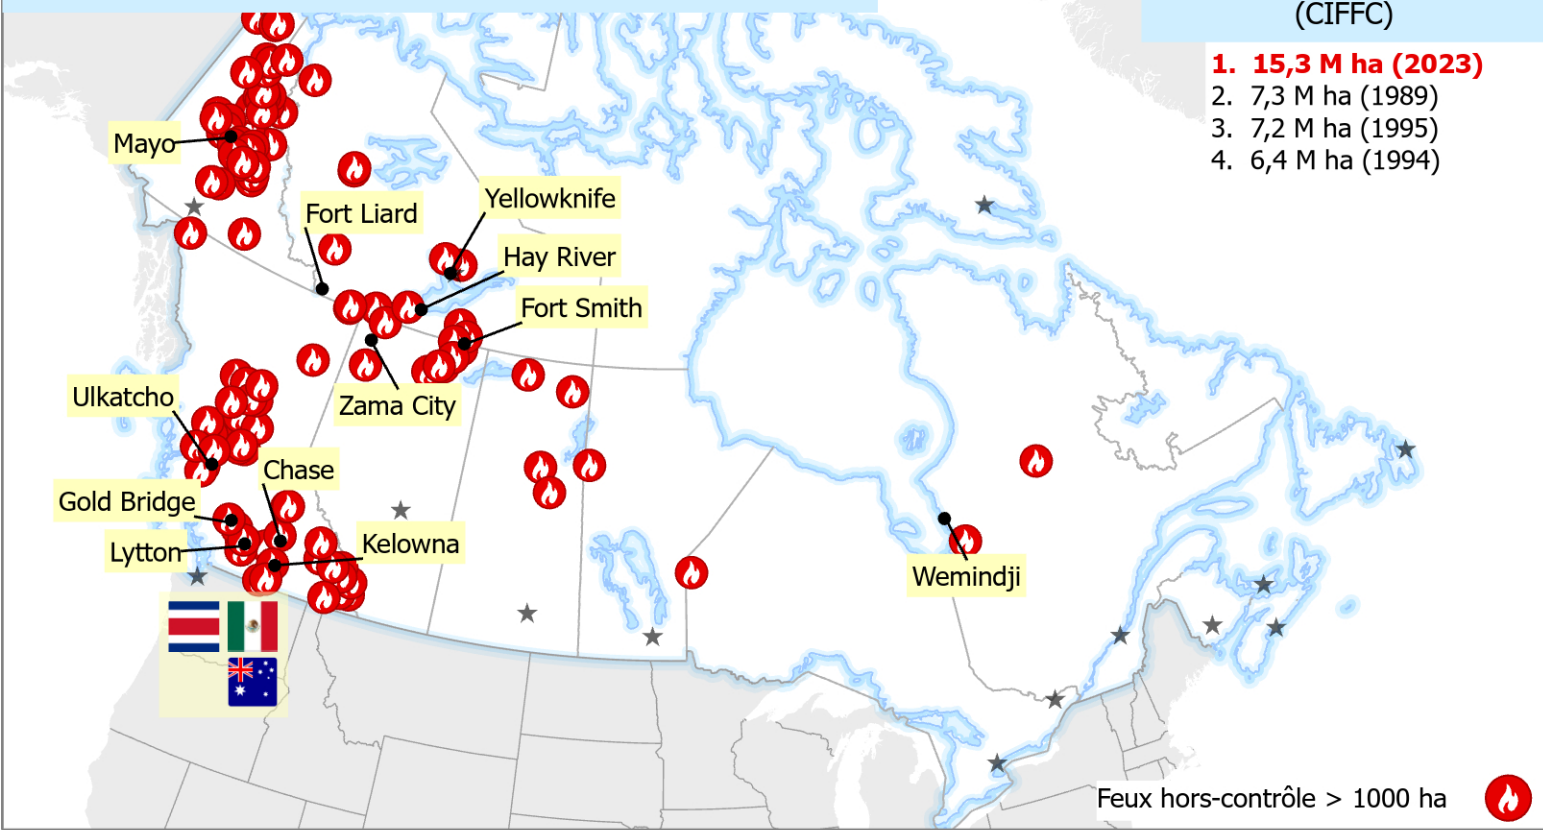 (CIFFC)
1. 15,3 M ha (2023)
2. 7,3 M ha (1989)
3. 7,2 M ha (1995)
4. 6,4 M ha (1994)
Mayo
Yellowknife
Fort Liard
Hay River
Fort Smith
Ulkatcho
Zama City
Chase
Gold Bridge
Kelowna
Lytton
Wemindji
Feux hors-contrôle > 1000 ha